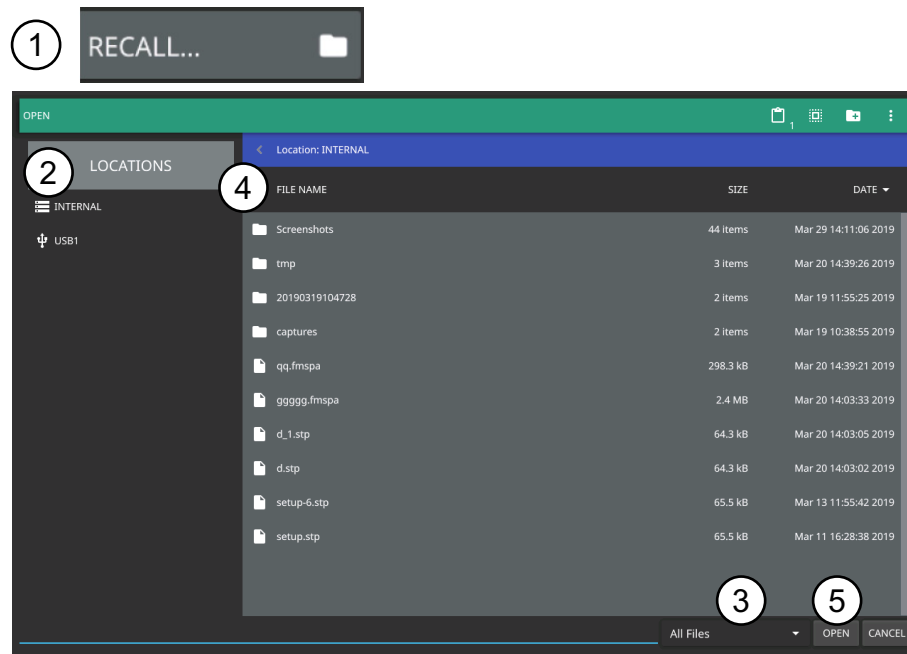 1 RECALL...
OPEN 1
2 LOCATIONS
INTERNAL
USB1
Location: INTERNAL
4 FILE NAME SIZE DATE
Screenshots 44 items Mar 29 14:11:06 2019
tmp 3 items Mar 20 14:39:26 2019
20190319104728 2 items Mar 19 11:55:25 2019
captures 2 items Mar 19 10:38:55 2019
qq.fmspa 298.3 kB Mar 20 14:39:21 2019
ggggg.fmspa 2.4 MB Mar 20 14:03:33 2019
d_1.stp 64.3 kB Mar 20 14:03:05 2019
d.stp 64.3 kB Mar 20 14:03:02 2019
setup-6.stp 65.5 kB Mar 13 11:55:42 2019
setup.stp 65.5 kB Mar 11 16:28:38 2019
3 5
All Files OPEN CANCEL